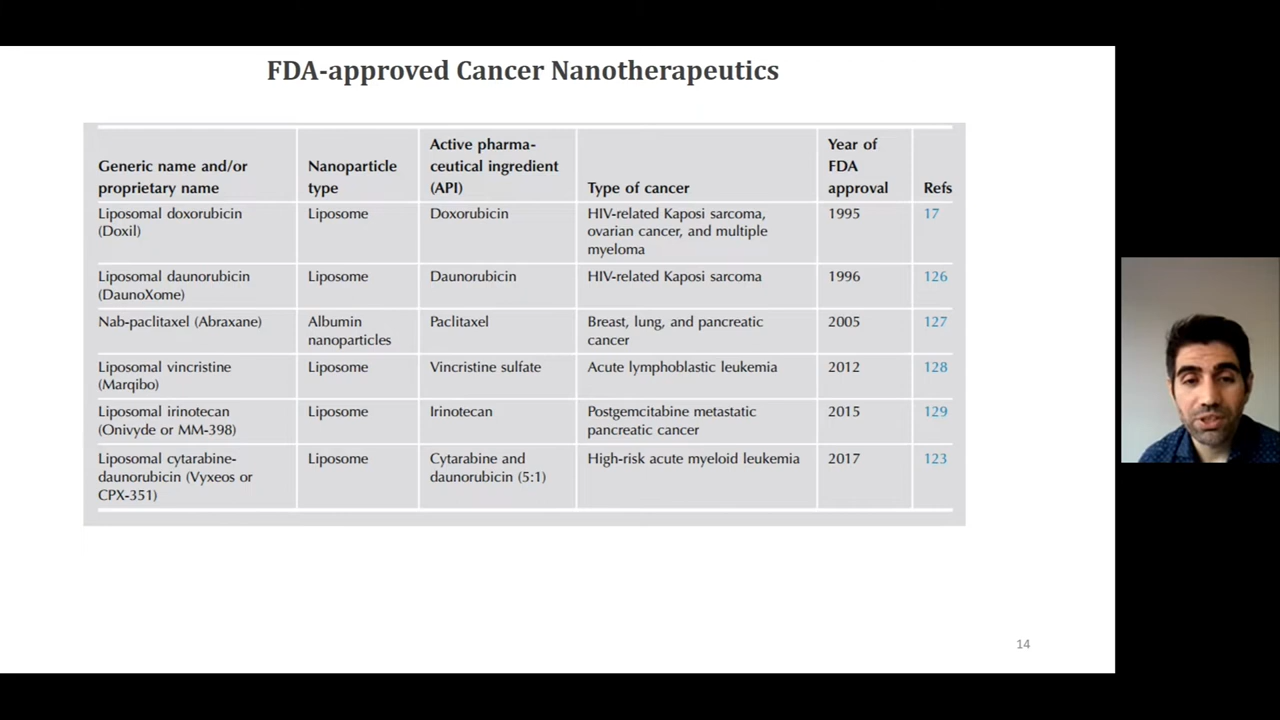 FDA-approved Cancer Nanotherapeutics
Generic name and/or
proprietary name
Nanoparticle
type
Active pharma-
ceutical ingredient
(API)
Type of cancer
Year of
FDA
approval
Refs
Liposomal doxorubicin
(Doxil)
Liposome
Doxorubicin
HIV-related Kaposi sarcoma,
ovarian cancer, and multiple
myeloma
1995
17
Liposomal daunorubicin
(DaunoXome)
Liposome
Daunorubicin
HIV-related Kaposi sarcoma
1996
126
Nab-paclitaxel (Abraxane)
Albumin
nanoparticles
Paclitaxel
Breast, lung, and pancreatic
cancer
2005
127
Liposomal vincristine
(Marqibo)
Liposome
Vincristine sulfate
Acute lymphoblastic leukemia
2012
128
Liposomal irinotecan
(Onivyde or MM-398)
Liposome
Irinotecan
Postgemcitabine metastatic
pancreatic cancer
2015
129
Liposomal cytarabine-
daunorubicin (Vyxeos or
CPX-351)
Liposome
Cytarabine and
daunorubicin (5:1)
High-risk acute myeloid leukemia
2017
123
14